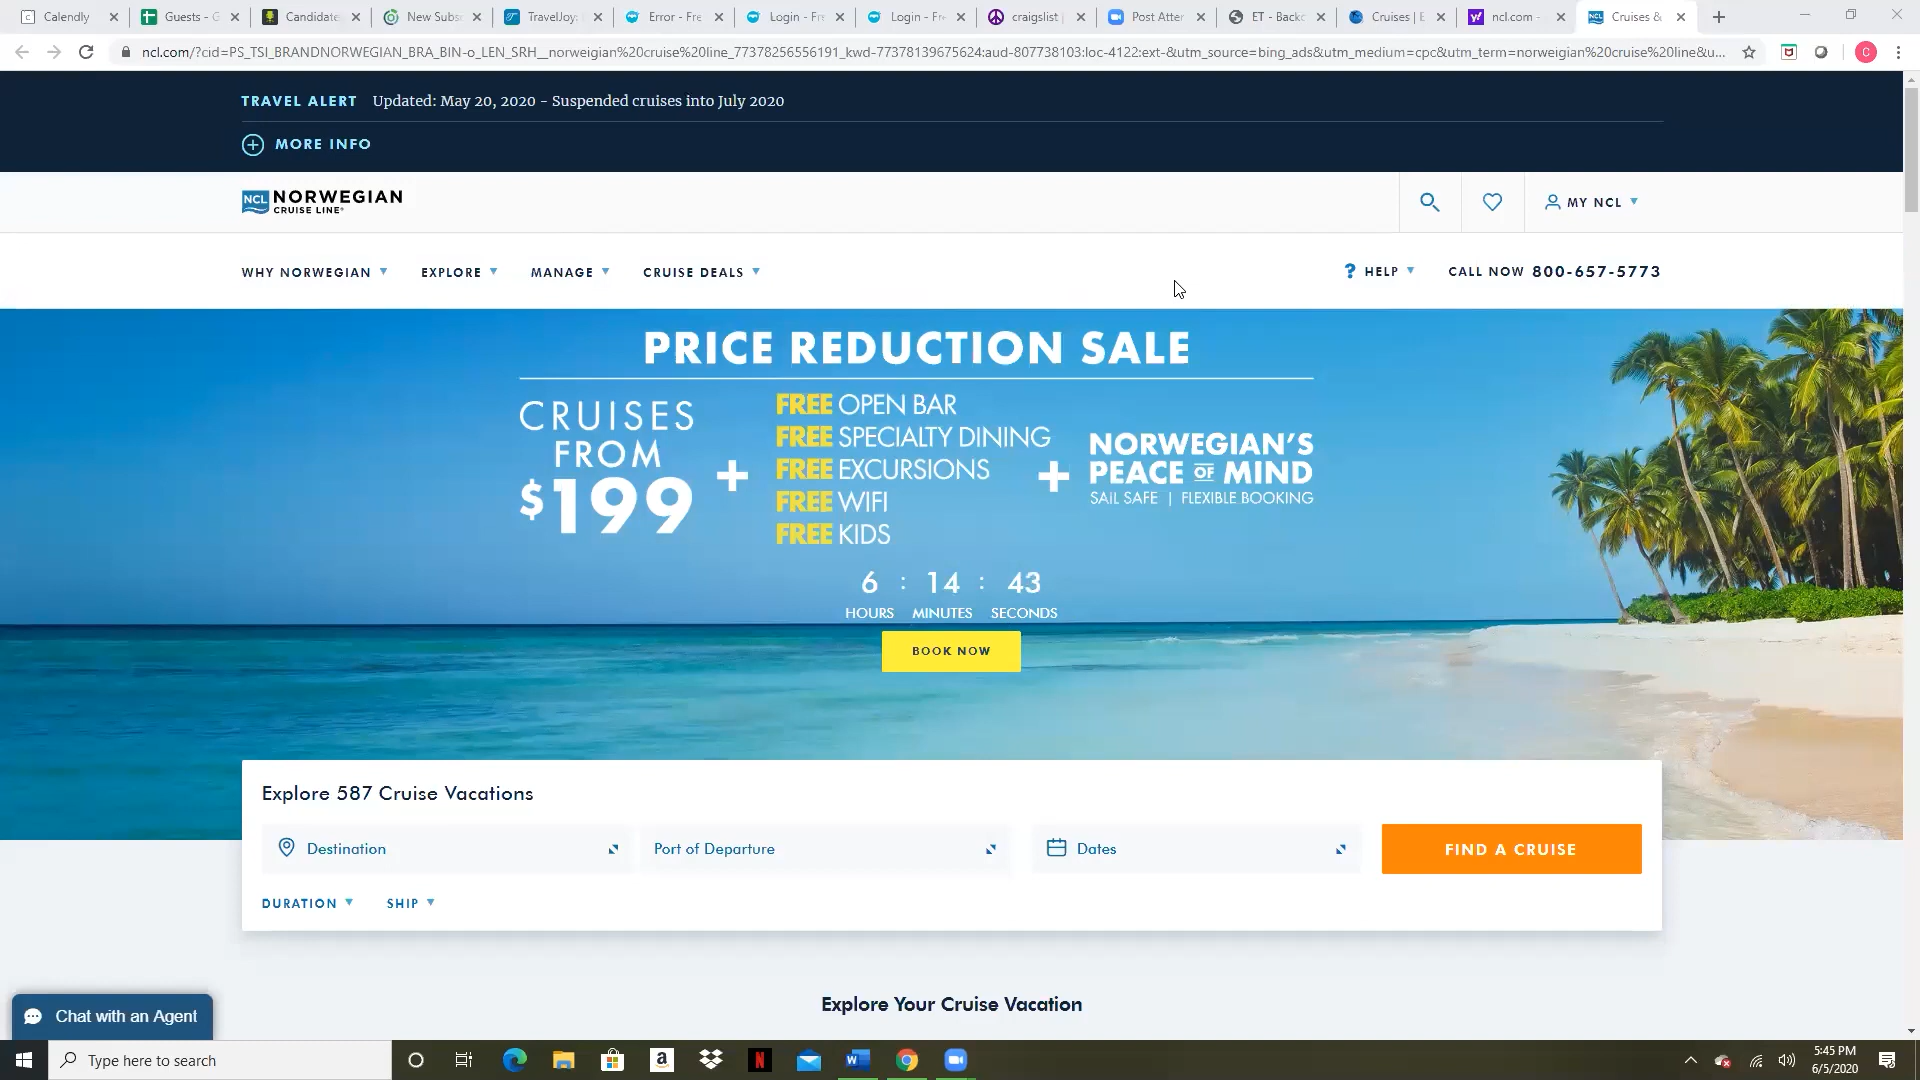 Calendly
Guests - G
Candidate
New Subs
TravelJoy:
Error - Fre
Login - Fre
Login - Fre
craigslist
Post Atter
ET - Backo
Cruises | E
ncl.com -
Cruises &
ncl.com/?cid=PS_TSI_BRANDNORWEGIAN_BRA_BIN-o_LEN_SRH__norweigian%20cruise%20line_77378256556191_kwd-77378139675624:aud-807738103:loc-4122:ext-&utm_source=bing_ads&utm_medium=cpc&utm_term=norweigian%20cruise%20line&u...
C
TRAVEL ALERT Updated: May 20, 2020 - Suspended cruises into July 2020
MORE INFO
NCL NORWEGIAN
CRUISE LINE®
MY NCL
WHY NORWEGIAN
EXPLORE
MANAGE
CRUISE DEALS
? HELP
CALL NOW 800-657-5773
PRICE REDUCTION SALE
CRUISES
FROM
$199
+
FREE OPEN BAR
FREE SPECIALTY DINING
FREE EXCURSIONS
FREE WIFI
FREE KIDS
+
NORWEGIAN'S
PEACE OF MIND
SAIL SAFE | FLEXIBLE BOOKING
6 : 14 : 43
HOURS MINUTES SECONDS
BOOK NOW
Explore 587 Cruise Vacations
Destination
Port of Departure
Dates
FIND A CRUISE
DURATION
SHIP
Explore Your Cruise Vacation
Chat with an Agent
Type here to search
5:45 PM
6/5/2020